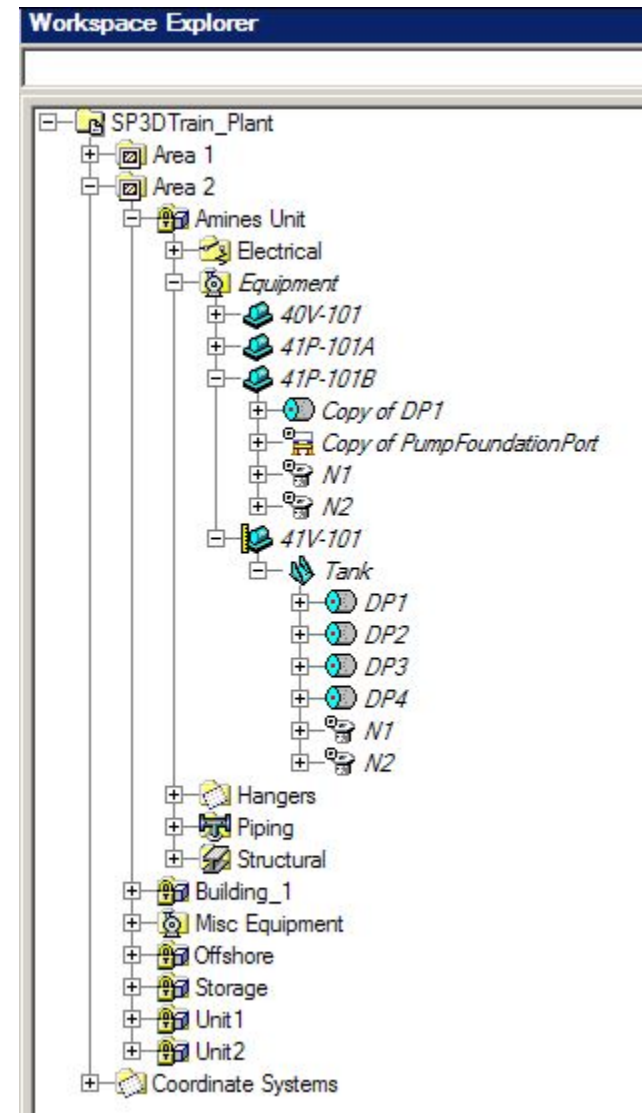 Workspace Explorer
SP3DTrain_Plant
Area 1
Area 2
Amines Unit
Electrical
Equipment
40V-101
41P-101A
41P-101B
Copy of DP1
Copy of PumpFoundationPort
N1
N2
41V-101
Tank
DP1
DP2
DP3
DP4
N1
N2
Hangers
Piping
Structural
Building_1
Misc Equipment
Offshore
Storage
Unit1
Unit2
Coordinate Systems